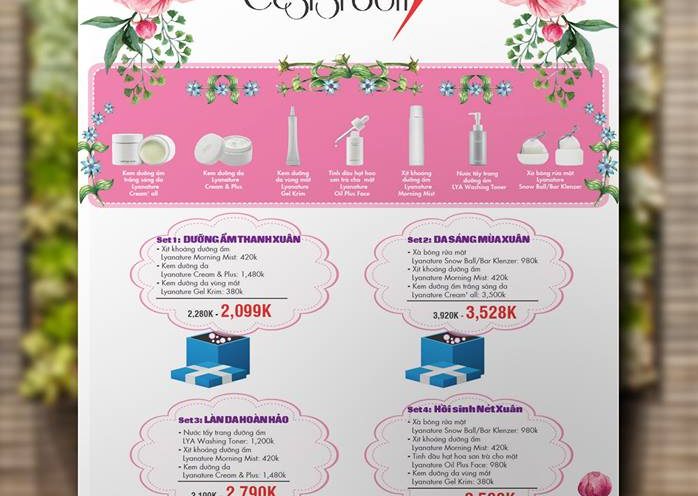 Kem dưỡng ẩm
trắng sáng da
Lyanature
Cream⁺ all
Kem dưỡng da
Lyanature
Cream & Plus
Kem dưỡng da
vùng mắt
Lyanature
Gel Krim
Tinh dầu hạt hoa
sơn trà cho mặt
Lyanature
Oil Plus Face
Xịt khoáng
dưỡng ẩm
Lyanature
Morning Mist
Nước tẩy trang
dưỡng ẩm
LYA Washing Toner
Xà bông rửa mặt
Lyanature
Snow Ball/Bar Klenzer
Set 1: DƯỠNG ẨM THANH XUÂN
• Xịt khoáng dưỡng ẩm
Lyanature Morning Mist: 420k
• Kem dưỡng da
Lyanature Cream & Plus: 1,480k
• Kem dưỡng da vùng mắt
Lyanature Gel Krim: 380k
2,280K - 2,099K
Set2: DA SÁNG MÙA XUÂN
• Xà bông rửa mặt
Lyanature Snow Ball/Bar Klenzer: 980k
• Xịt khoáng dưỡng ẩm
Lyanature Morning Mist: 420k
• Kem dưỡng ẩm trắng sáng da
Lyanature Cream⁺ all: 3,500k
3,920K - 3,528K
Set3: LÀN DA HOÀN HẢO
• Nước tẩy trang dưỡng ẩm
LYA Washing Toner: 1,200k
• Xịt khoáng dưỡng ẩm
Lyanature Morning Mist: 420k
• Kem dưỡng da
Lyanature Cream & Plus: 1,480k
3,100K - 2,790K
Set4: Hồi sinh Nét Xuân
• Xà bông rửa mặt
Lyanature Snow Ball/Bar Klenzer: 980k
• Xịt khoáng dưỡng ẩm
Lyanature Morning Mist: 420k
• Tinh dầu hạt hoa sơn trà cho mặt
Lyanature Oil Plus Face: 980k
• Kem dưỡng da vùng mắt
Lyanature Gel Krim: 380k